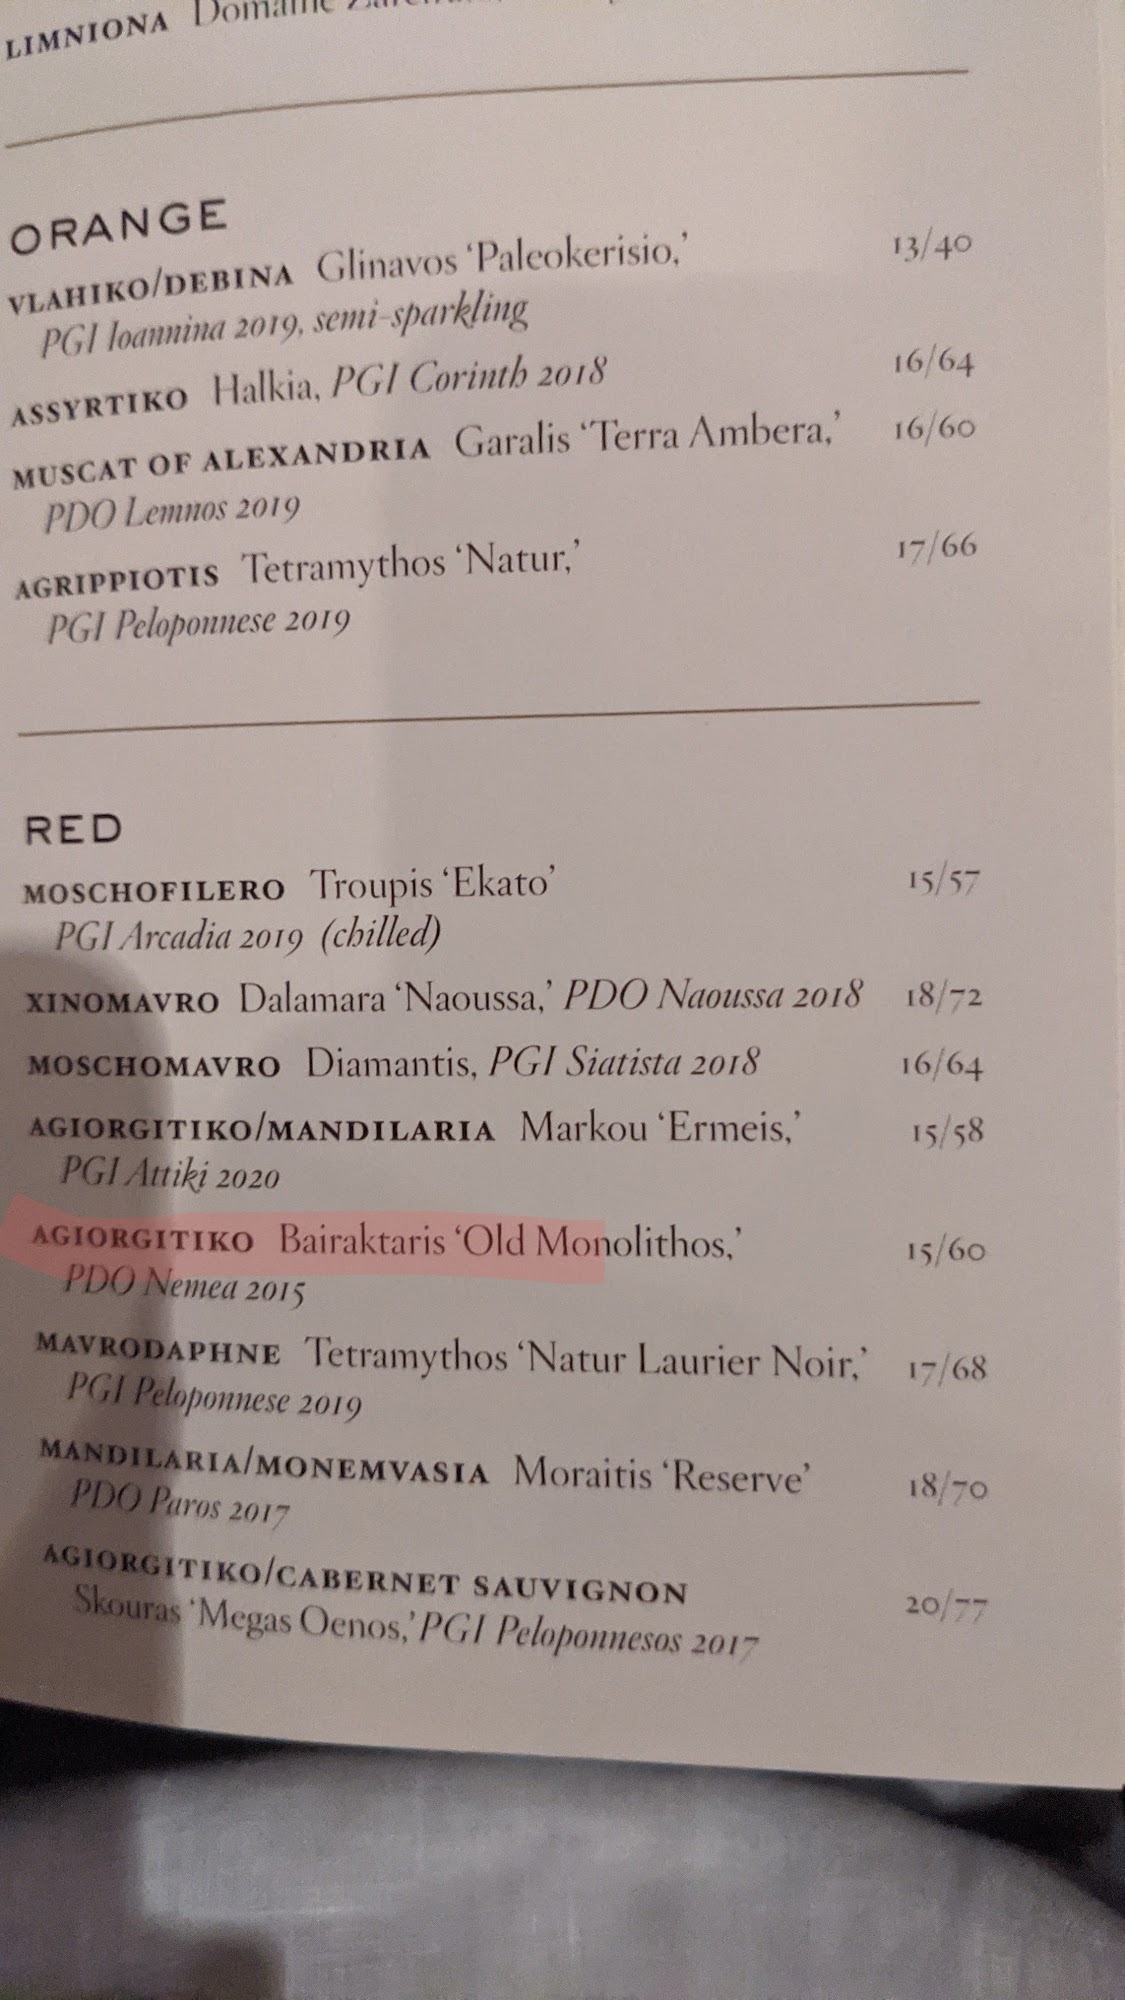 LIMNIONA Domaine
ORANGE
VLAHIKO/DEBINA Glinavos ‘Paleokerisio,’ 13/40
PGI Ioannina 2019, semi-sparkling
ASSYRTIKO Halkia, PGI Corinth 2018 16/64
MUSCAT OF ALEXANDRIA Garalis ‘Terra Ambera,’ 16/60
PDO Lemnos 2019
AGRIPPIOTIS Tetramythos ‘Natur,’ 17/66
PGI Peloponnese 2019
RED
MOSCHOFILERO Troupis ‘Ekato’ 15/57
PGI Arcadia 2019 (chilled)
XINOMAVRO Dalamara ‘Naoussa,’ PDO Naoussa 2018 18/72
MOSCHOMAVRO Diamantis, PGI Siatista 2018 16/64
AGIORGITIKO/MANDILARIA Markou ‘Ermeis,’ 15/58
PGI Attiki 2020
AGIORGITIKO Bairaktaris ‘Old Monolithos,’ 15/60
PDO Nemea 2015
MAVRODAPHNE Tetramythos ‘Natur Laurier Noir,’ 17/68
PGI Peloponnese 2019
MANDILARIA/MONEMVASIA Moraitis ‘Reserve’ 18/70
PDO Paros 2017
AGIORGITIKO/CABERNET SAUVIGNON
Skouras ‘Megas Oenos,’ PGI Peloponnesos 2017 20/77